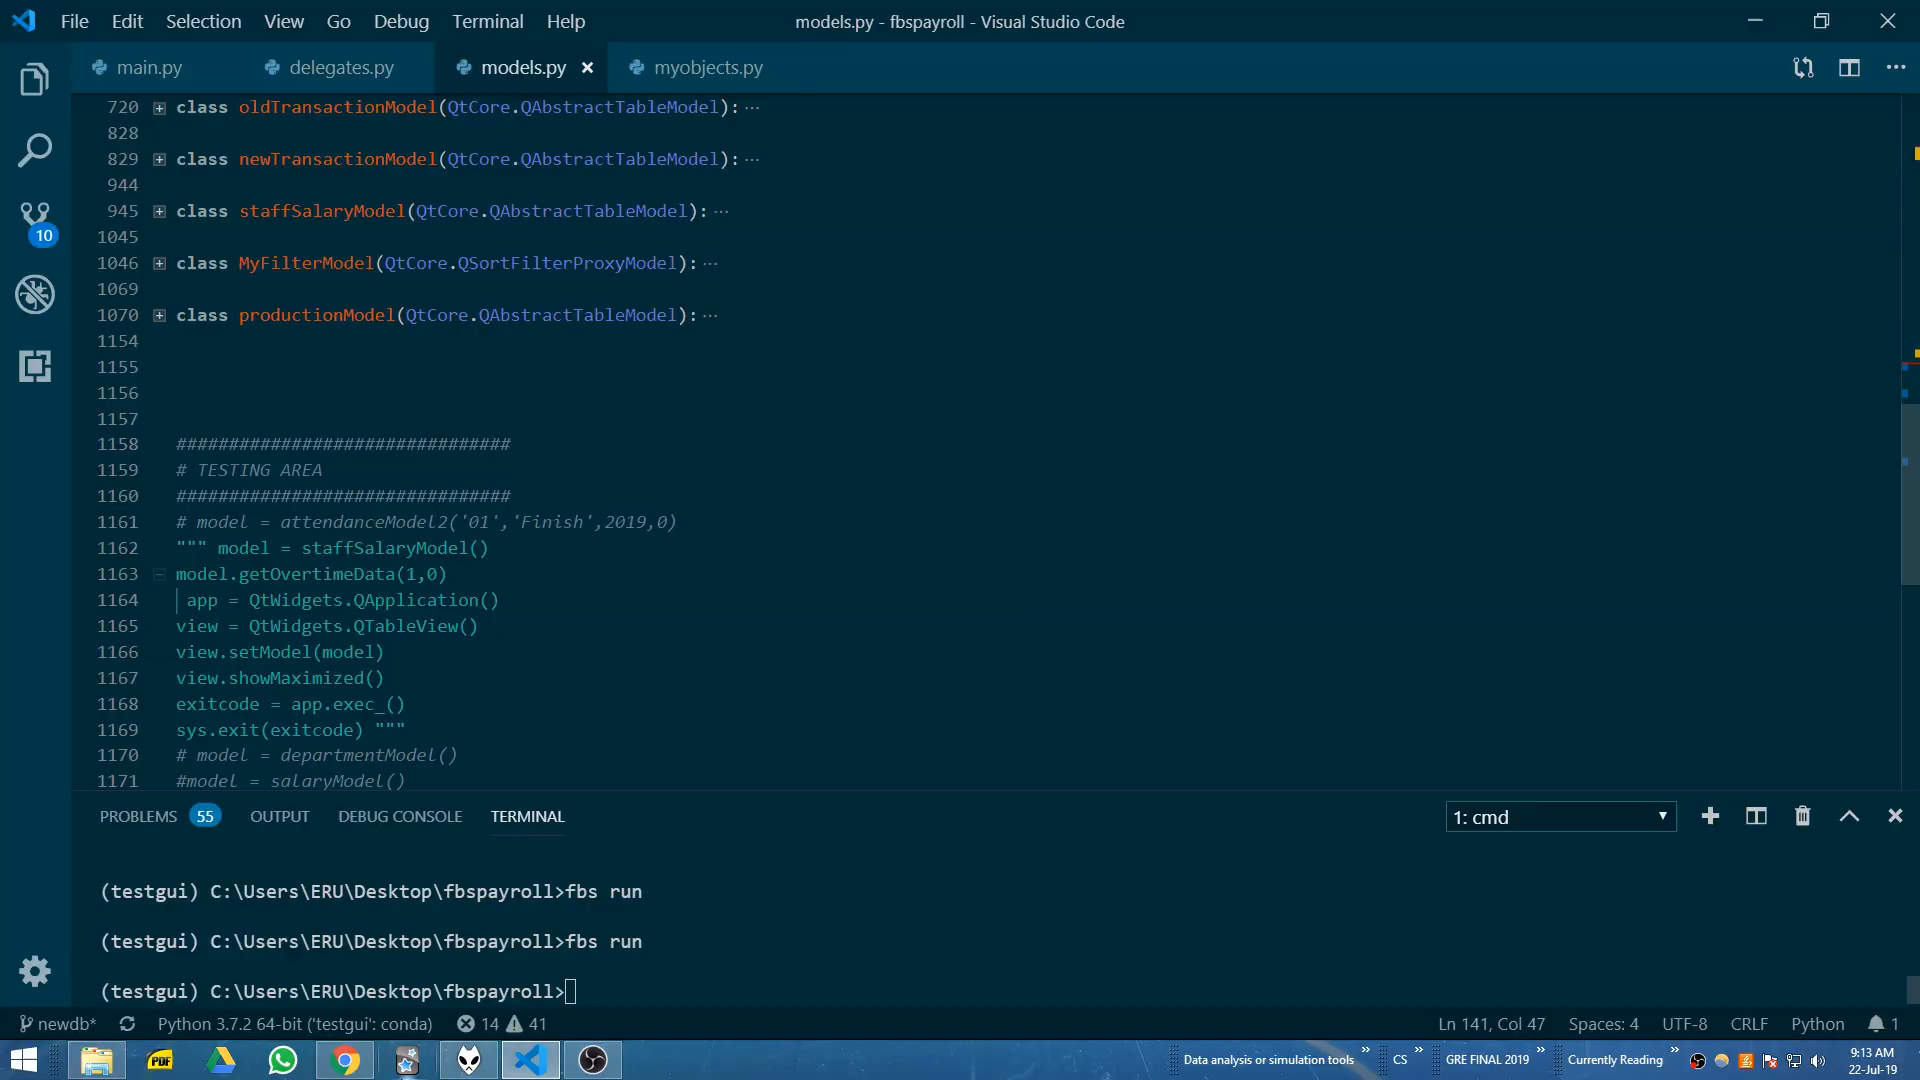 File Edit Selection View Go Debug Terminal Help models.py - fbspayroll - Visual Studio Code
main.py delegates.py models.py myobjects.py
720 class oldTransactionModel(QtCore.QAbstractTableModel):···
828
829 class newTransactionModel(QtCore.QAbstractTableModel):···
944
945 class staffSalaryModel(QtCore.QAbstractTableModel):···
1045
1046 class MyFilterModel(QtCore.QSortFilterProxyModel):···
1069
1070 class productionModel(QtCore.QAbstractTableModel):···
1154
1155
1156
1157
1158 ################################
1159 # TESTING AREA
1160 ################################
1161 # model = attendanceModel2('01','Finish',2019,0)
1162 """ model = staffSalaryModel()
1163 model.getOvertimeData(1,0)
1164 app = QtWidgets.QApplication()
1165 view = QtWidgets.QTableView()
1166 view.setModel(model)
1167 view.showMaximized()
1168 exitcode = app.exec_()
1169 sys.exit(exitcode) """
1170 # model = departmentModel()
1171 #model = salaryModel()
10
PROBLEMS 55 OUTPUT DEBUG CONSOLE TERMINAL 1: cmd
(testgui) C:\Users\ERU\Desktop\fbspayroll>fbs run
(testgui) C:\Users\ERU\Desktop\fbspayroll>fbs run
(testgui) C:\Users\ERU\Desktop\fbspayroll>
newdb* Python 3.7.2 64-bit ('testgui': conda) 14 41 Ln 141, Col 47 Spaces: 4 UTF-8 CRLF Python 1
PDF Data analysis or simulation tools » CS » GRE FINAL 2019 » Currently Reading » 9:13 AM
22-Jul-19